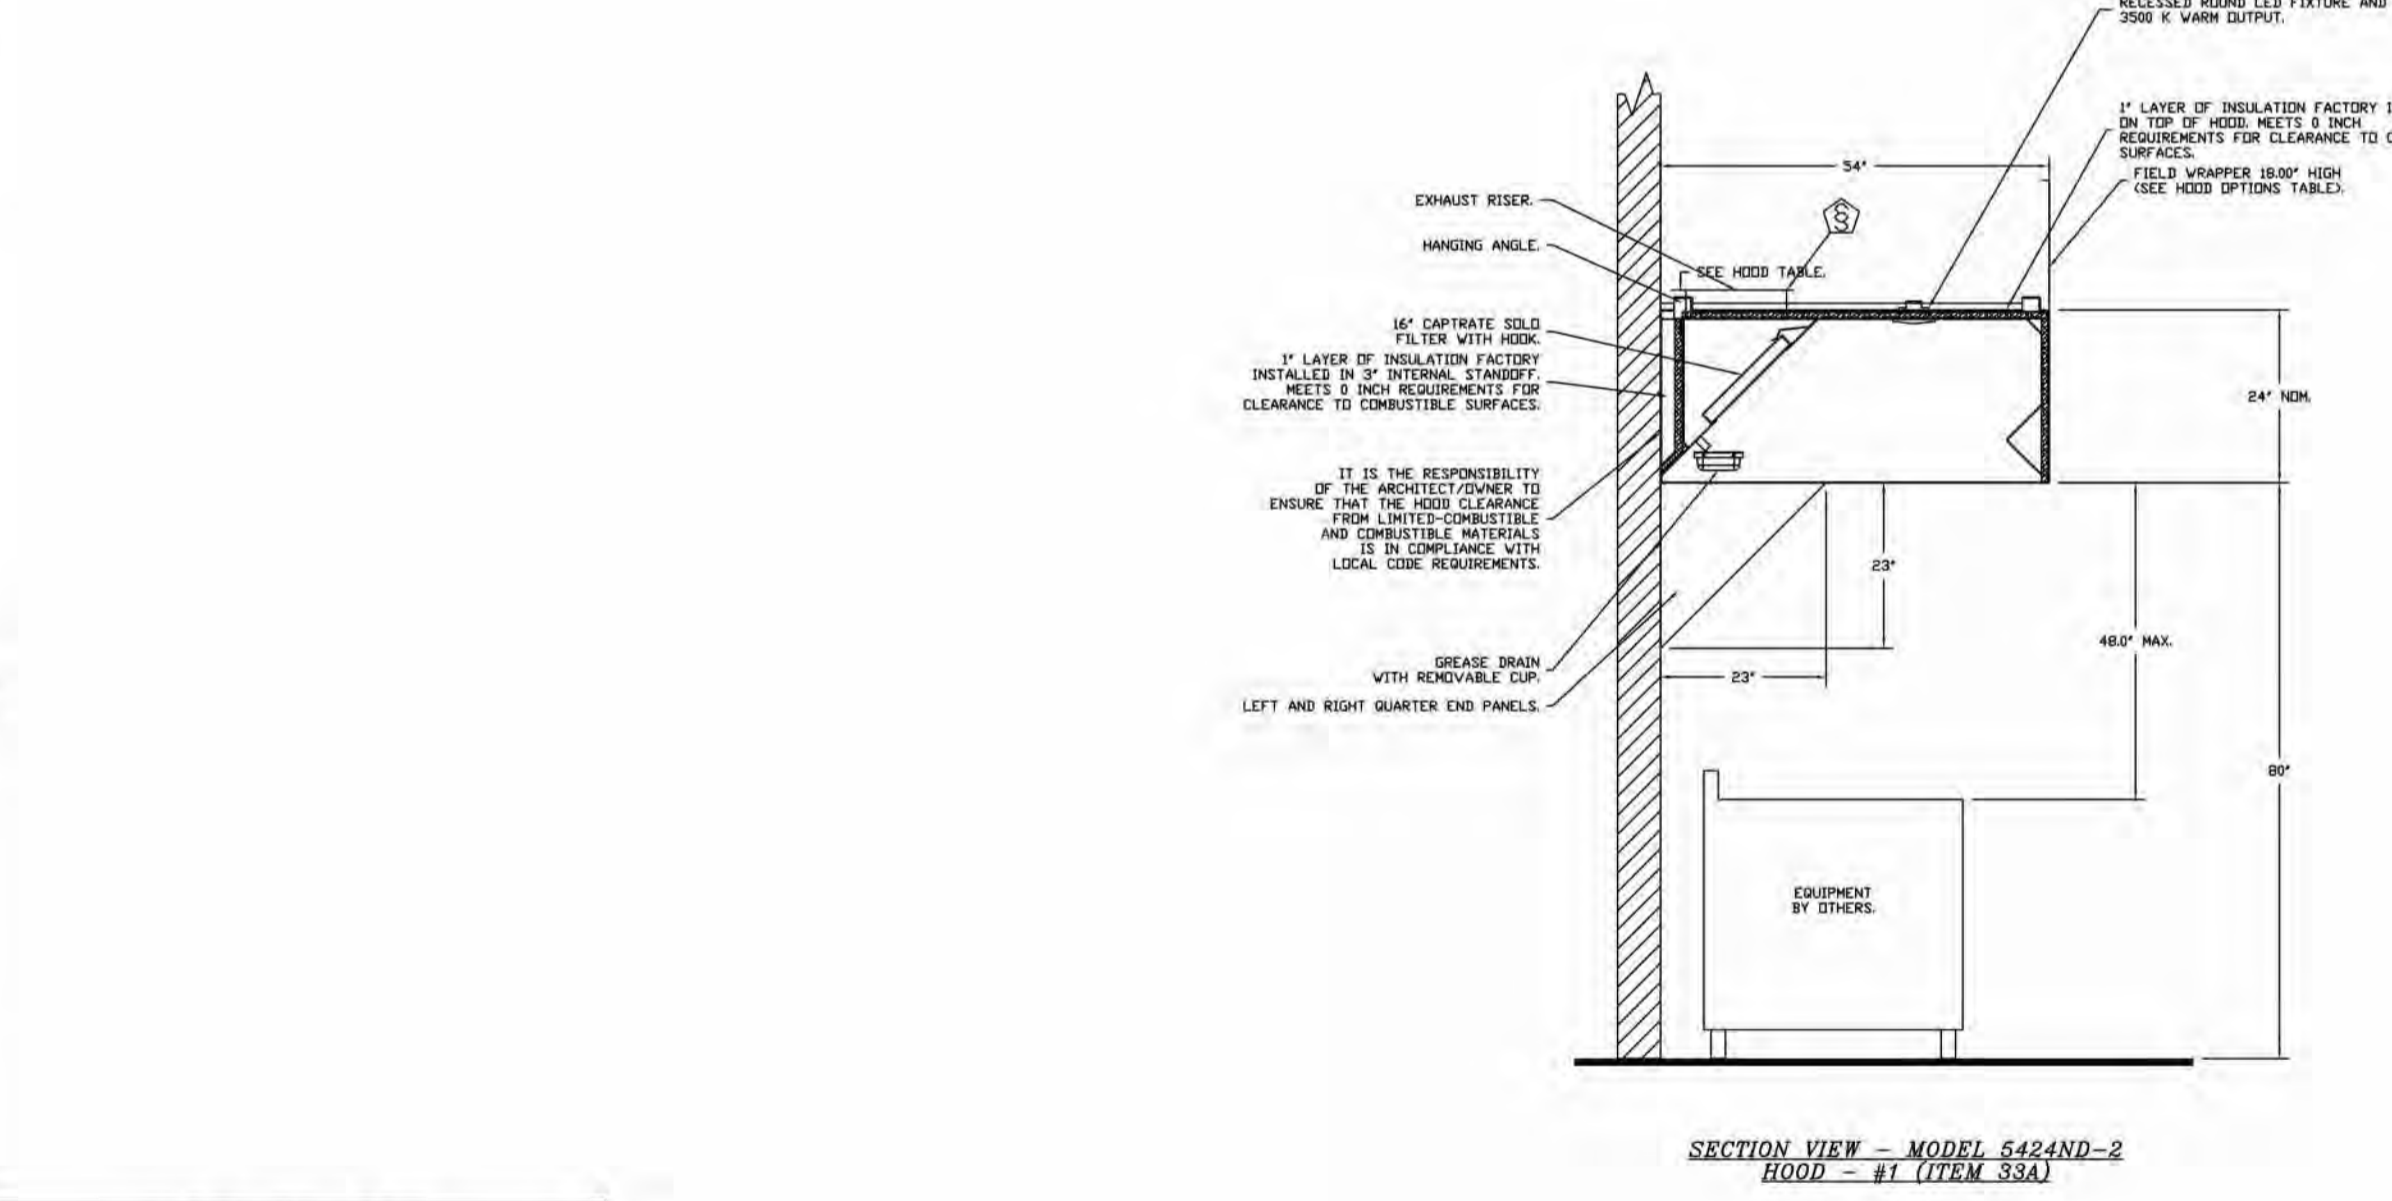 RECESSED ROUND LED FIXTURE AND
3500 K WARM OUTPUT.
1" LAYER OF INSULATION FACTORY
ON TOP OF HOOD. MEETS 0 INCH
REQUIREMENTS FOR CLEARANCE TO
SURFACES.
FIELD WRAPPER 18.00" HIGH
(SEE HOOD OPTIONS TABLE).
54"
EXHAUST RISER.
HANGING ANGLE.
SEE HOOD TABLE.
16" CAPTRATE SOLO
FILTER WITH HOOK.
1" LAYER OF INSULATION FACTORY
INSTALLED IN 3" INTERNAL STANDOFF.
MEETS 0 INCH REQUIREMENTS FOR
CLEARANCE TO COMBUSTIBLE SURFACES.
24" NOM.
IT IS THE RESPONSIBILITY
OF THE ARCHITECT/OWNER TO
ENSURE THAT THE HOOD CLEARANCE
FROM LIMITED-COMBUSTIBLE
AND COMBUSTIBLE MATERIALS
IS IN COMPLIANCE WITH
LOCAL CODE REQUIREMENTS.
23"
48.0" MAX.
GREASE DRAIN
WITH REMOVABLE CUP.
23"
LEFT AND RIGHT QUARTER END PANELS.
80"
EQUIPMENT
BY OTHERS.
SECTION VIEW - MODEL 5424ND-2
HOOD - #1 (ITEM 33A)